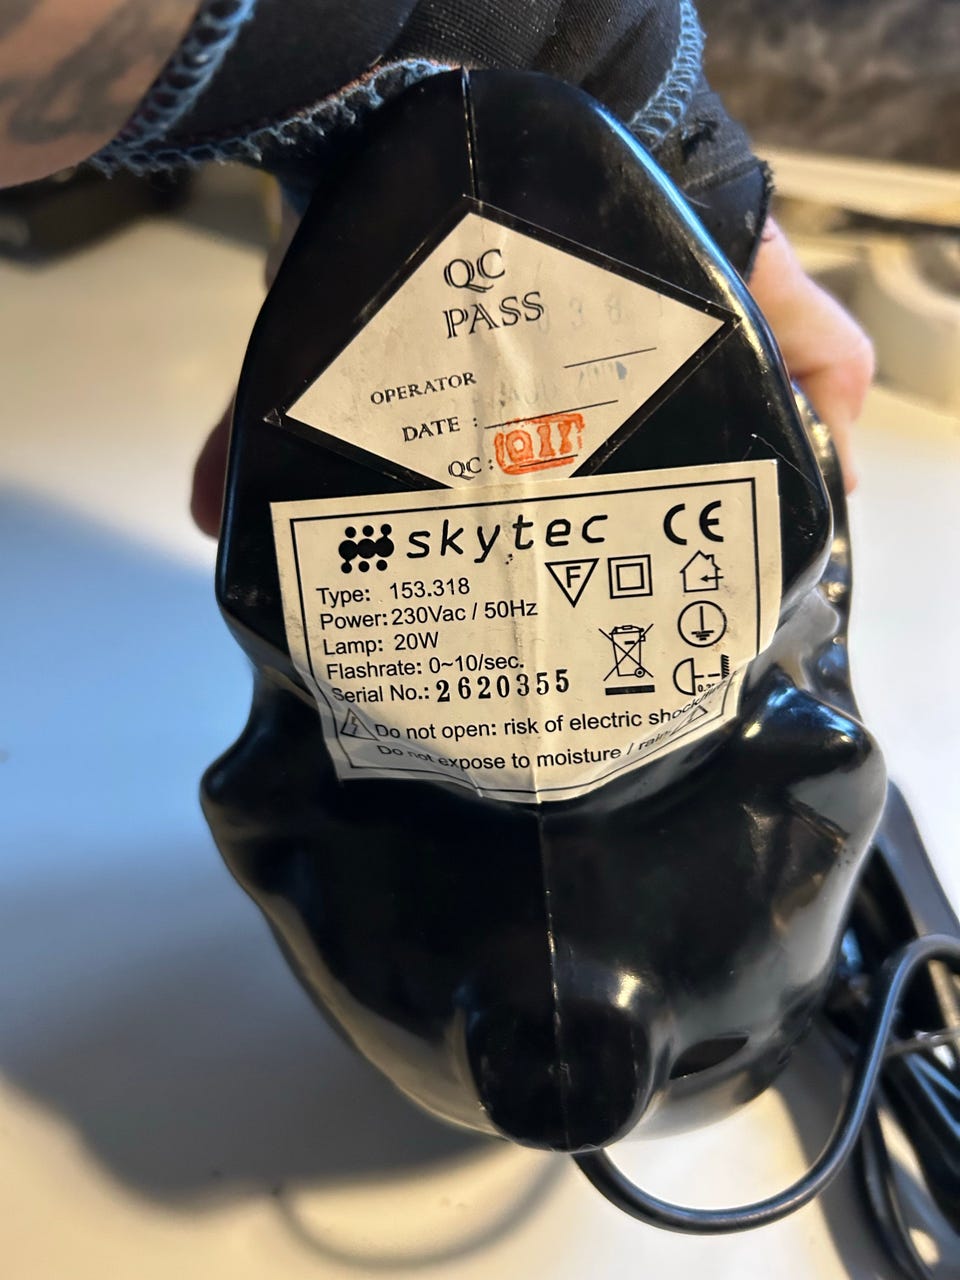 QC
PASS
OPERATOR
DATE :
QC: Q11
skytec CE
F
Type: 153.318
Power: 230Vac / 50Hz
Lamp: 20W
Flashrate: 0~10/sec.
Serial No.: 2620355
Do not open: risk of electric shock
Do not expose to moisture / rain